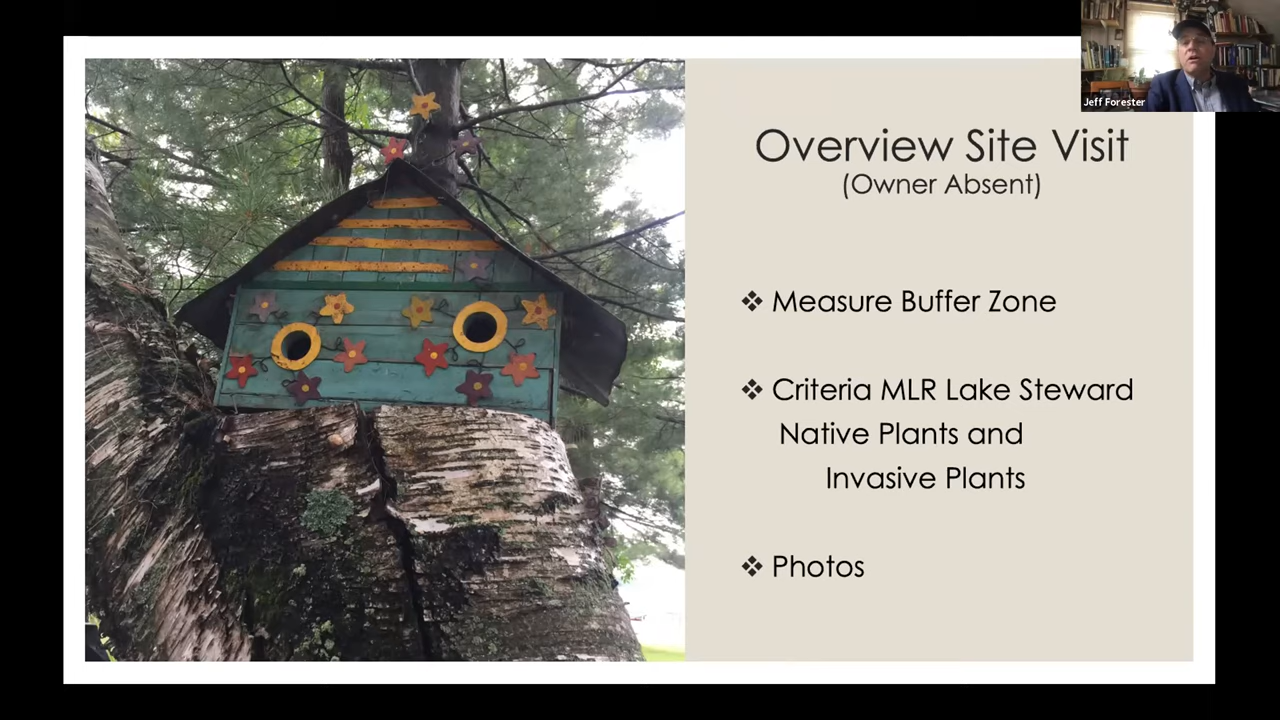 Jeff Forester
Overview Site Visit
(Owner Absent)
❖ Measure Buffer Zone
❖ Criteria MLR Lake Steward
Native Plants and
Invasive Plants
❖ Photos